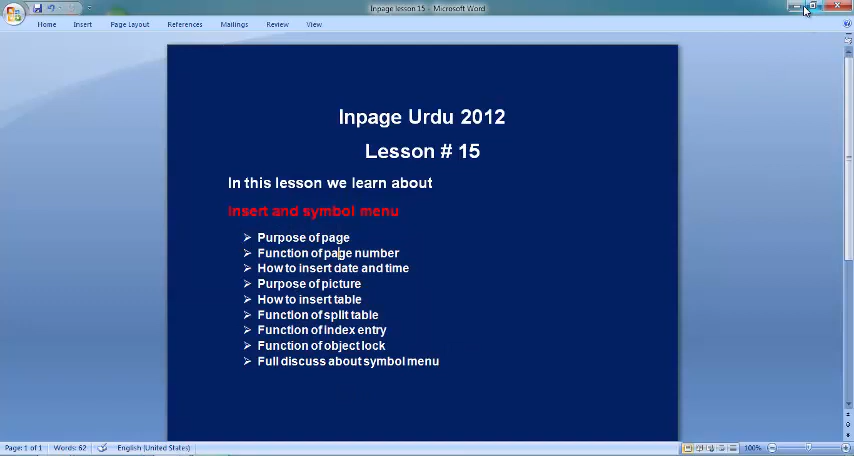 Inpage lesson 15 - Microsoft Word
Home Insert Page Layout References Mailings Review View
Inpage Urdu 2012
Lesson # 15
In this lesson we learn about
Insert and symbol menu
➢ Purpose of page
➢ Function of page number
➢ How to insert date and time
➢ Purpose of picture
➢ How to insert table
➢ Function of split table
➢ Function of index entry
➢ Function of object lock
➢ Full discuss about symbol menu
Page: 1 of 1 Words: 62 English (United States) 100%